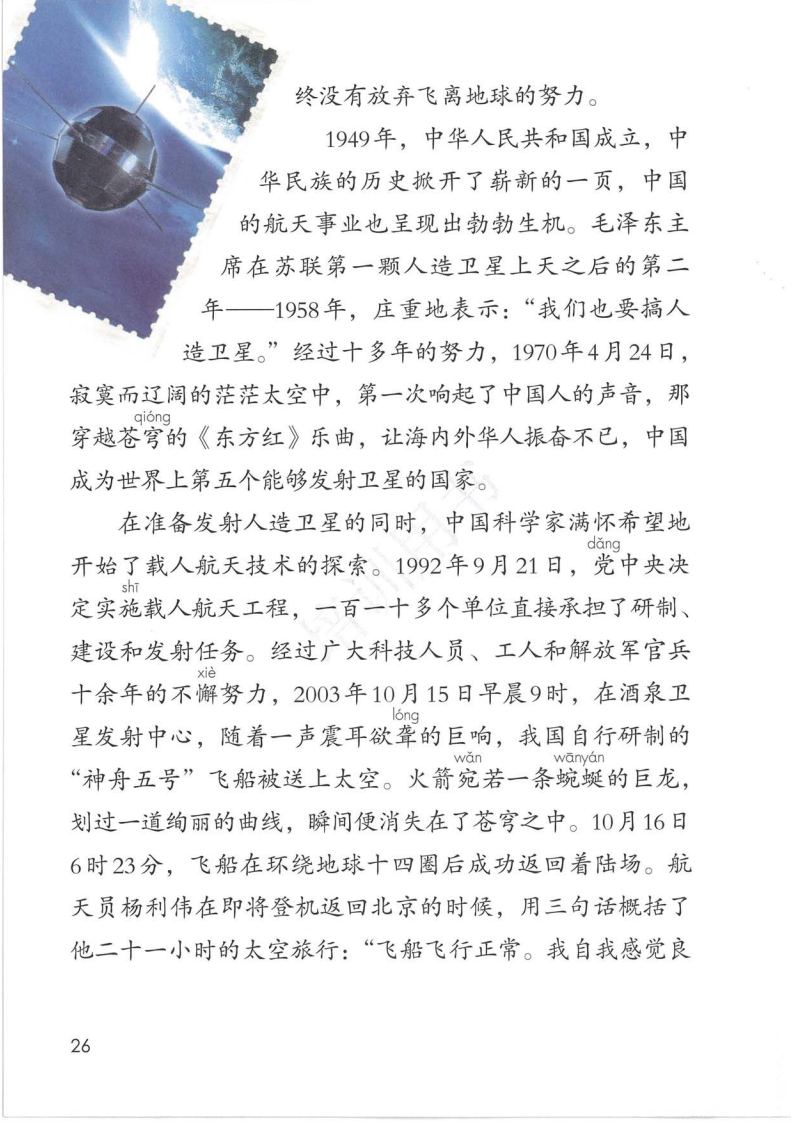 终没有放弃飞离地球的努力。
1949年，中华人民共和国成立，中
华民族的历史掀开了崭新的一页，中国
的航天事业也呈现出勃勃生机。毛泽东主
席在苏联第一颗人造卫星上天之后的第二
年——1958年，庄重地表示：“我们也要搞人
造卫星。”经过十多年的努力，1970年4月24日，
寂寞而辽阔的茫茫太空中，第一次响起了中国人的声音，那
qióng
穿越苍穹的《东方红》乐曲，让海内外华人振奋不已，中国
成为世界上第五个能够发射卫星的国家。
在准备发射人造卫星的同时，中国科学家满怀希望地
开始了载人航天技术的探索。1992年9月21日，党中央决
dǎng
shī
定实施载人航天工程，一百一十多个单位直接承担了研制、
建设和发射任务。经过广大科技人员、工人和解放军官兵
xiè
十余年的不懈努力，2003年10月15日早晨9时，在酒泉卫
lóng
星发射中心，随着一声震耳欲聋的巨响，我国自行研制的
wǎn wānyán
“神舟五号”飞船被送上太空。火箭宛若一条蜿蜒的巨龙，
划过一道绚丽的曲线，瞬间便消失在了苍穹之中。10月16日
6时23分，飞船在环绕地球十四圈后成功返回着陆场。航
天员杨利伟在即将登机返回北京的时候，用三句话概括了
他二十一小时的太空旅行：“飞船飞行正常。我自我感觉良
26